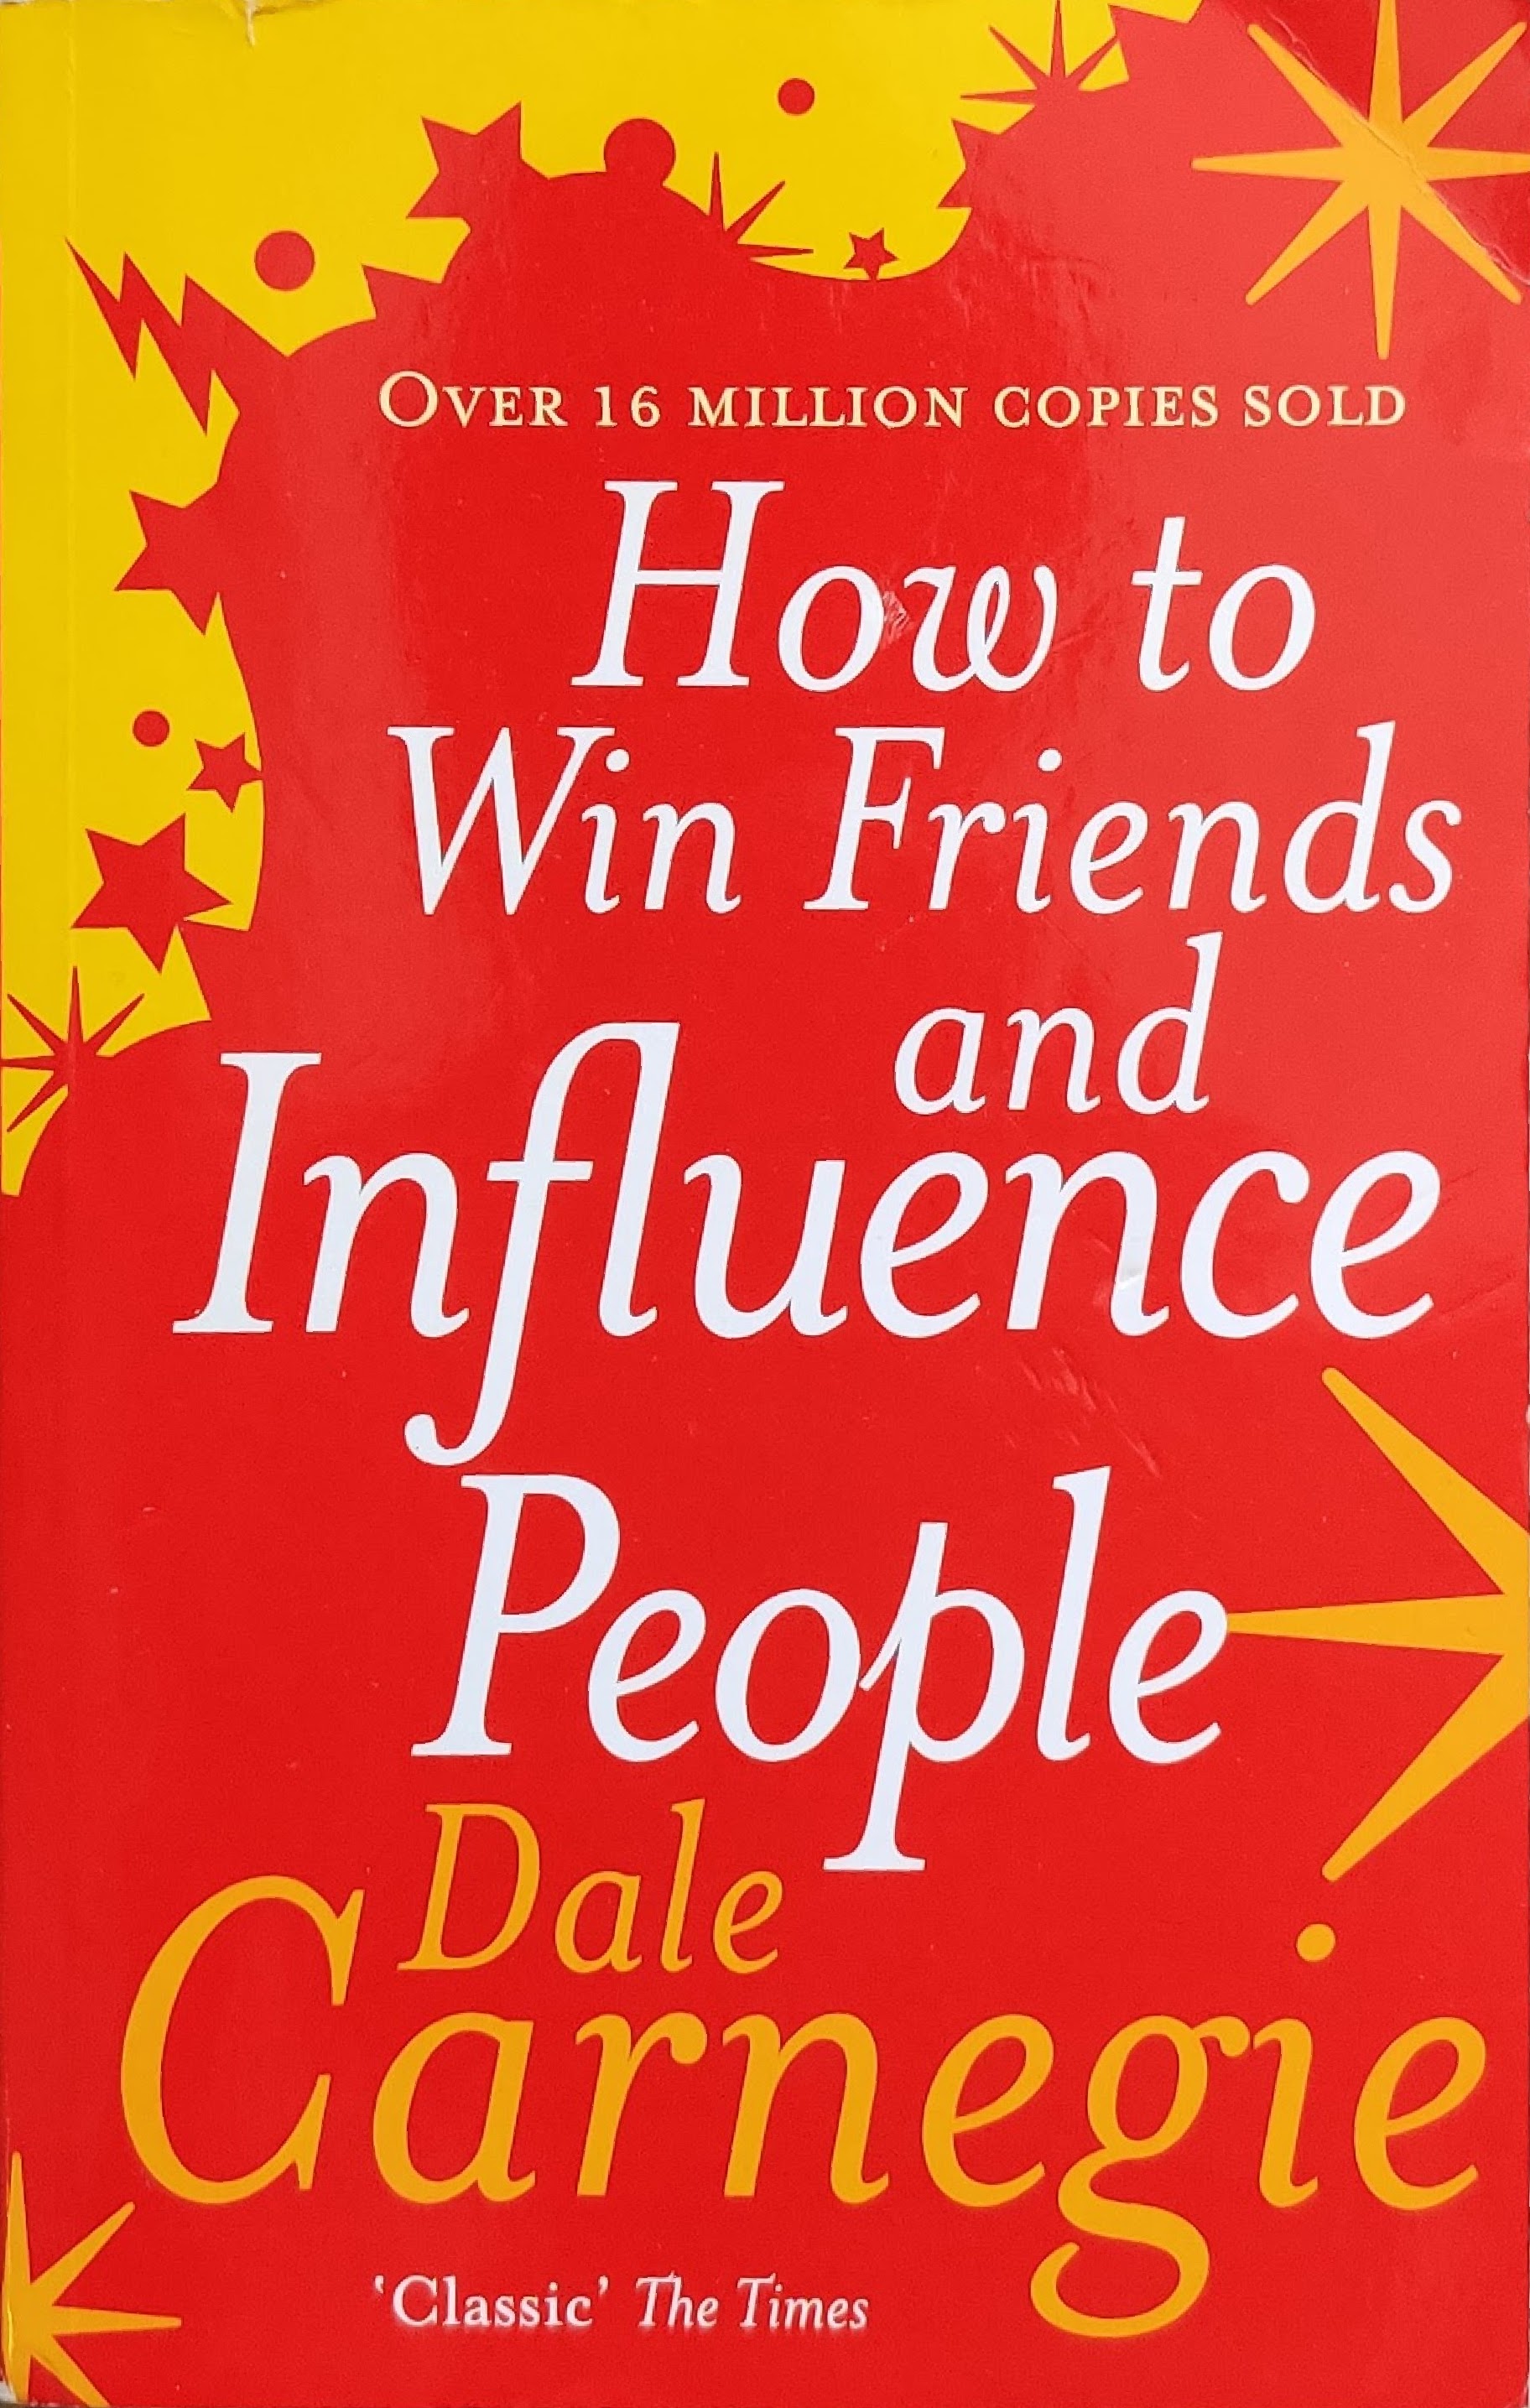 OVER 16 MILLION COPIES SOLD
How to
Win Friends
and
Influence
People
Dale
Carnegie
‘Classic’ The Times